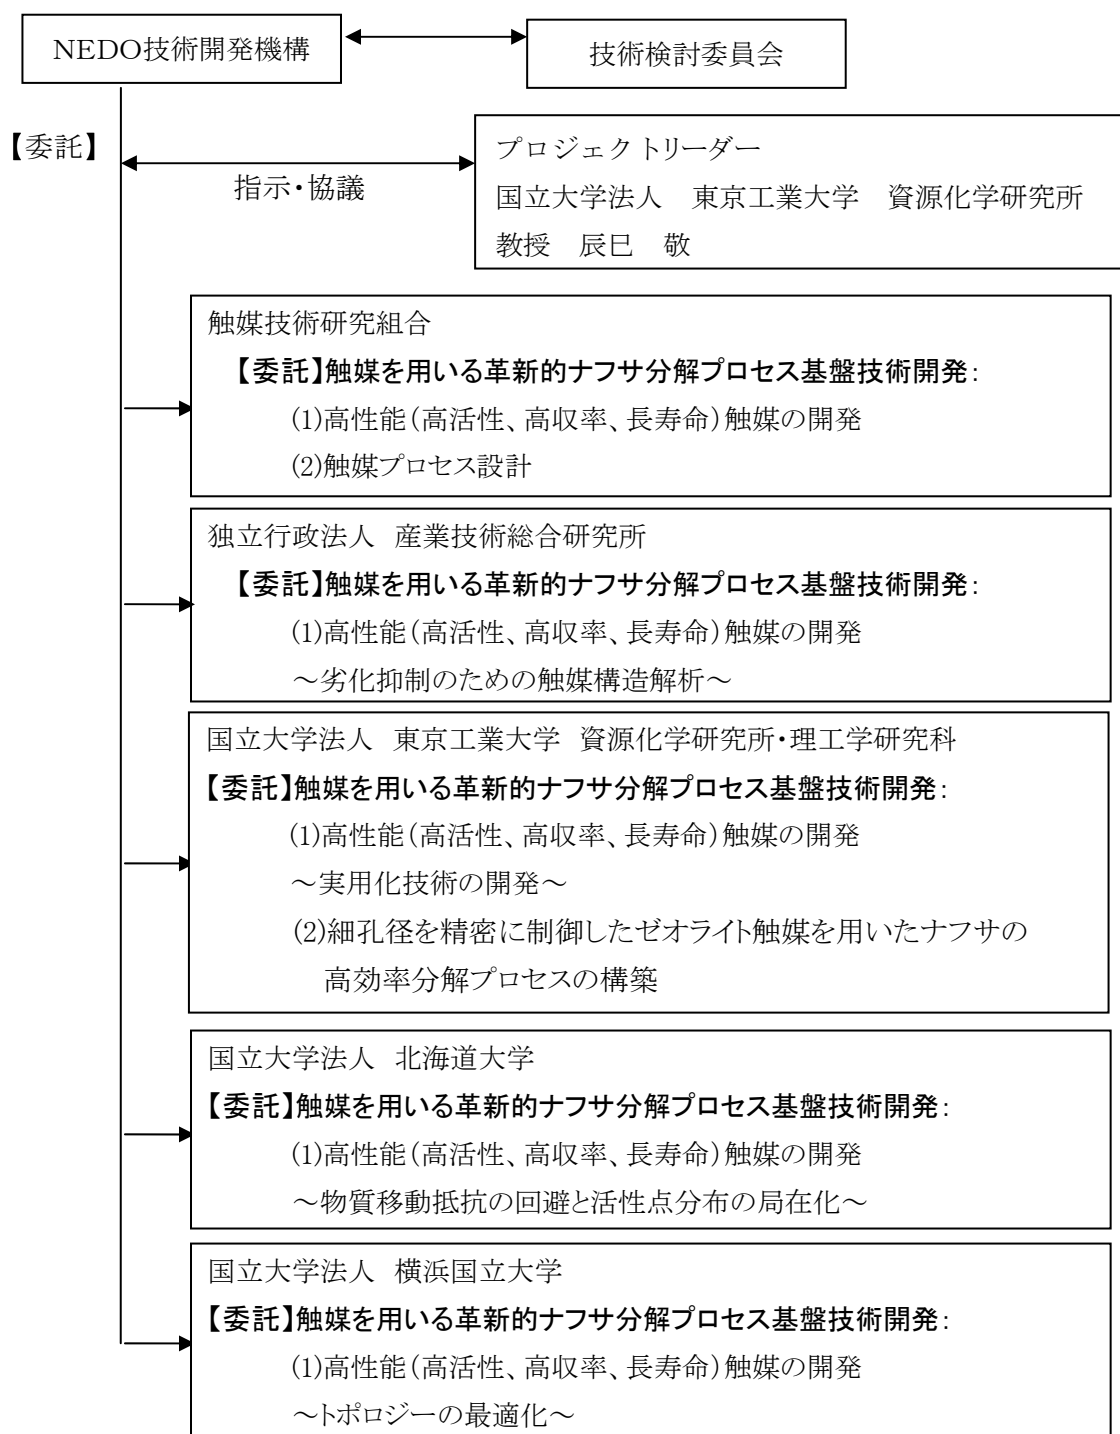 NEDO技術開発機構
技術検討委員会
【委託】
指示・協議
プロジェクトリーダー
国立大学法人　東京工業大学　資源化学研究所
教授　辰巳　敬
触媒技術研究組合
【委託】触媒を用いる革新的ナフサ分解プロセス基盤技術開発：
(1)高性能（高活性、高収率、長寿命）触媒の開発
(2)触媒プロセス設計
独立行政法人　産業技術総合研究所
【委託】触媒を用いる革新的ナフサ分解プロセス基盤技術開発：
(1)高性能（高活性、高収率、長寿命）触媒の開発
～劣化抑制のための触媒構造解析～
国立大学法人　東京工業大学　資源化学研究所・理工学研究科
【委託】触媒を用いる革新的ナフサ分解プロセス基盤技術開発：
(1)高性能（高活性、高収率、長寿命）触媒の開発
～実用化技術の開発～
(2)細孔径を精密に制御したゼオライト触媒を用いたナフサの
高効率分解プロセスの構築
国立大学法人　北海道大学
【委託】触媒を用いる革新的ナフサ分解プロセス基盤技術開発：
(1)高性能（高活性、高収率、長寿命）触媒の開発
～物質移動抵抗の回避と活性点分布の局在化～
国立大学法人　横浜国立大学
【委託】触媒を用いる革新的ナフサ分解プロセス基盤技術開発：
(1)高性能（高活性、高収率、長寿命）触媒の開発
～トポロジーの最適化～